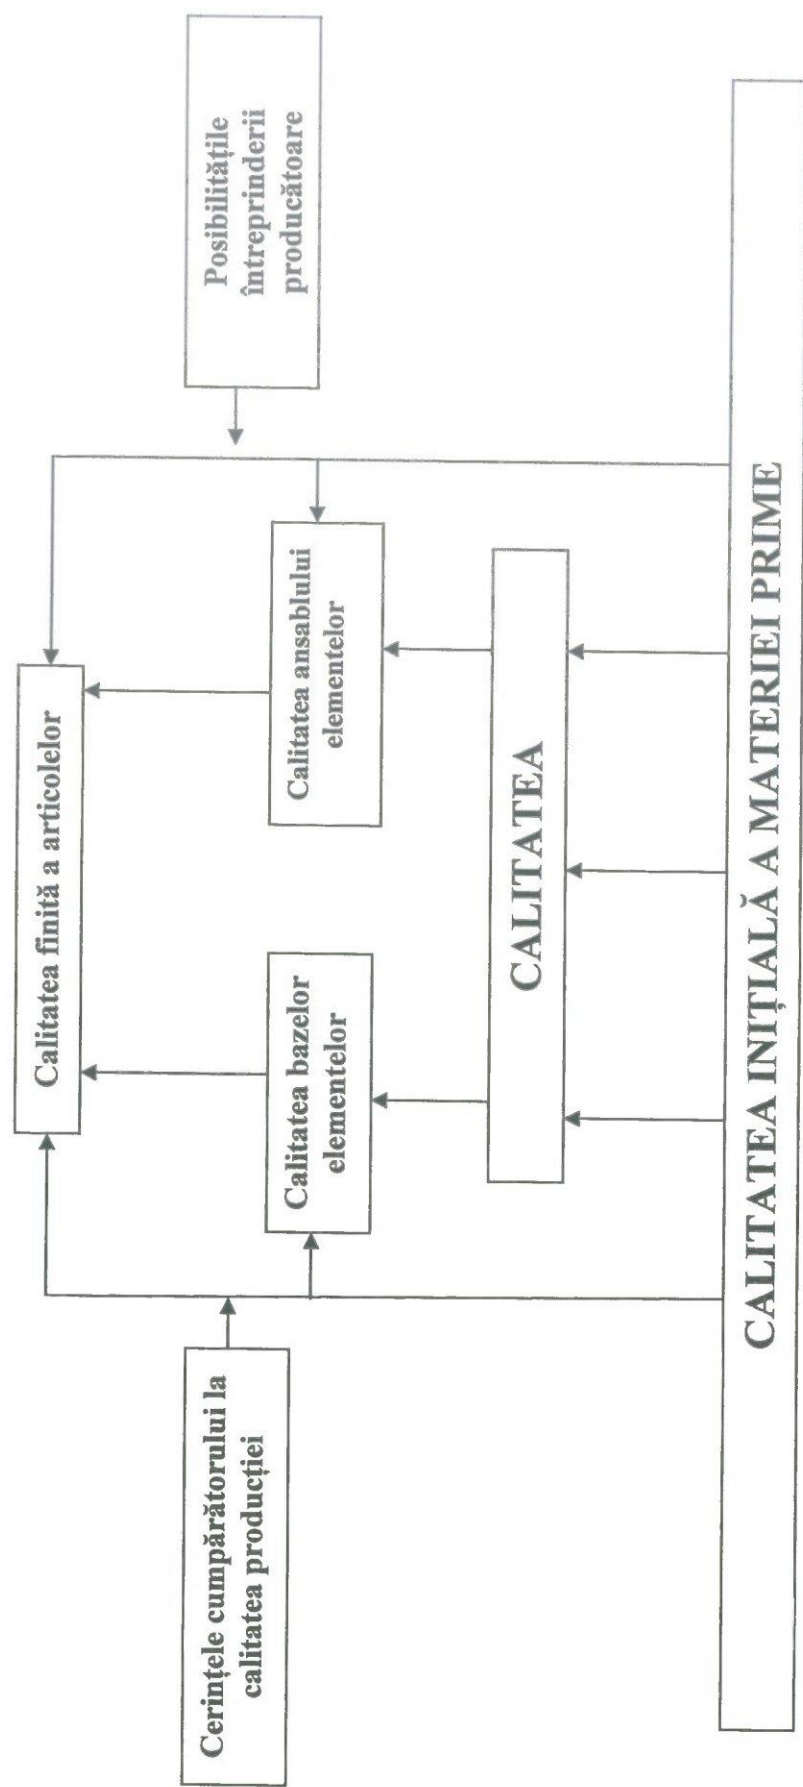 Calitatea finită a articolelor
Cerințele cumpărătorului la
calitatea producției
Posibilitățile
întreprinderii
producătoare
Calitatea bazelor
elementelor
Calitatea ansablului
elementelor
CALITATEA
CALITATEA INIȚIALĂ A MATERIEI PRIME